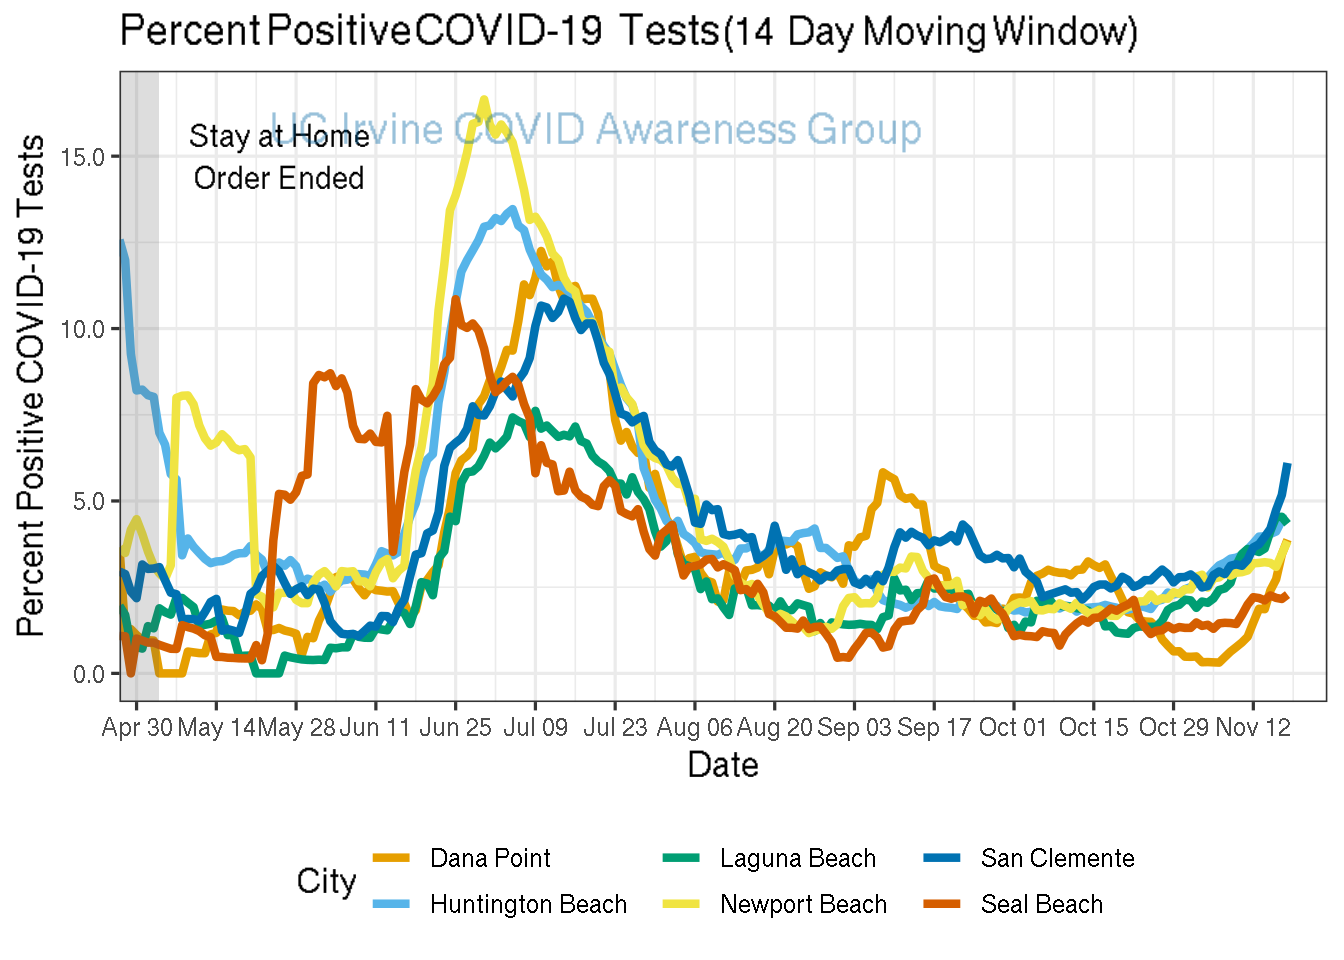 Percent Positive COVID-19 Tests(14 Day Moving Window)
UC Irvine COVID Awareness Group
Stay at Home
Order Ended
Percent Positive COVID-19 Tests
15.0
10.0
5.0
0.0
Apr 30 May 14 May 28 Jun 11 Jun 25 Jul 09 Jul 23 Aug 06 Aug 20 Sep 03 Sep 17 Oct 01 Oct 15 Oct 29 Nov 12
Date
City
Dana Point Laguna Beach San Clemente
Huntington Beach Newport Beach Seal Beach